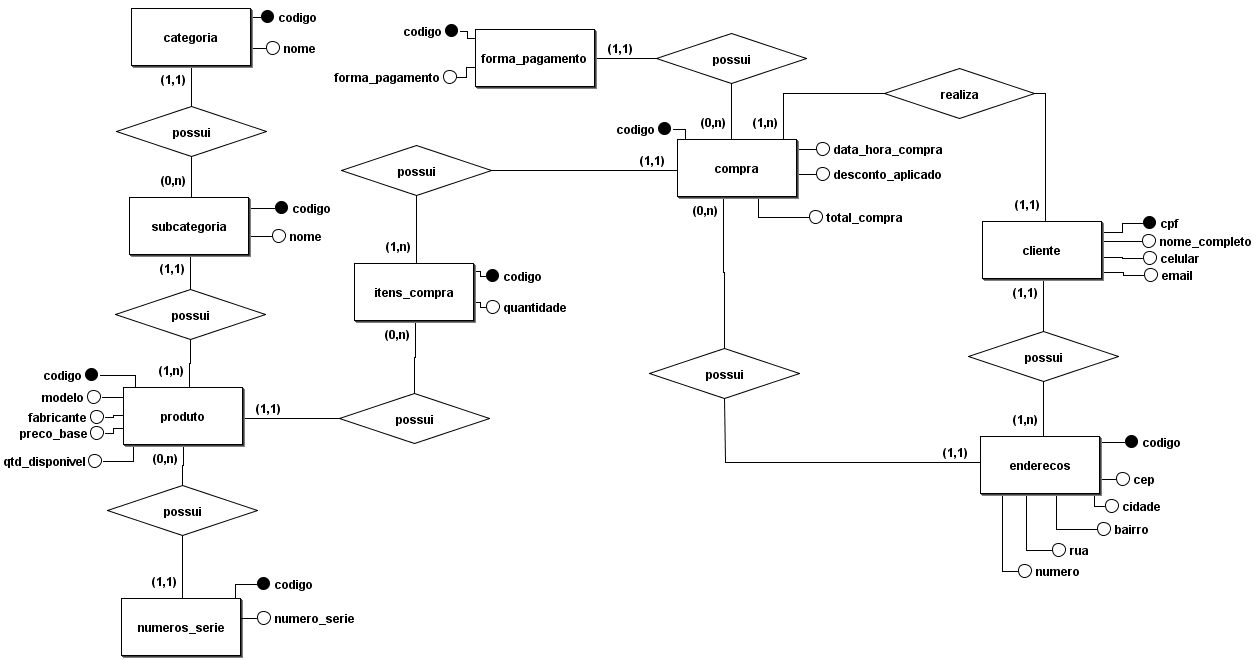 categoria
codigo
nome
(1,1)
possui
(0,n)
subcategoria
codigo
nome
(1,1)
possui
(1,n)
codigo
modelo
fabricante
preco_base
qtd_disponivel
produto
(1,1)
(0,n)
possui
(1,1)
numeros_serie
codigo
numero_serie
codigo
forma_pagamento
forma_pagamento
(1,1)
possui
(0,n)
(1,n)
realiza
codigo
compra
data_hora_compra
desconto_aplicado
total_compra
(1,1)
(0,n)
possui
(1,n)
itens_compra
codigo
quantidade
(0,n)
possui
possui
(1,1)
(1,1)
cliente
cpf
nome_completo
celular
email
(1,1)
possui
(1,n)
enderecos
codigo
cep
cidade
bairro
rua
numero